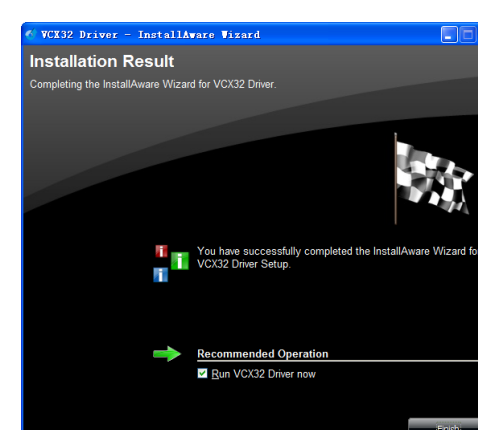 VCX32 Driver - InstallAware Wizard
Installation Result
Completing the InstallAware Wizard for VCX32 Driver.
You have successfully completed the InstallAware Wizard fo
VCX32 Driver Setup.
Recommended Operation
Run VCX32 Driver now
Finish